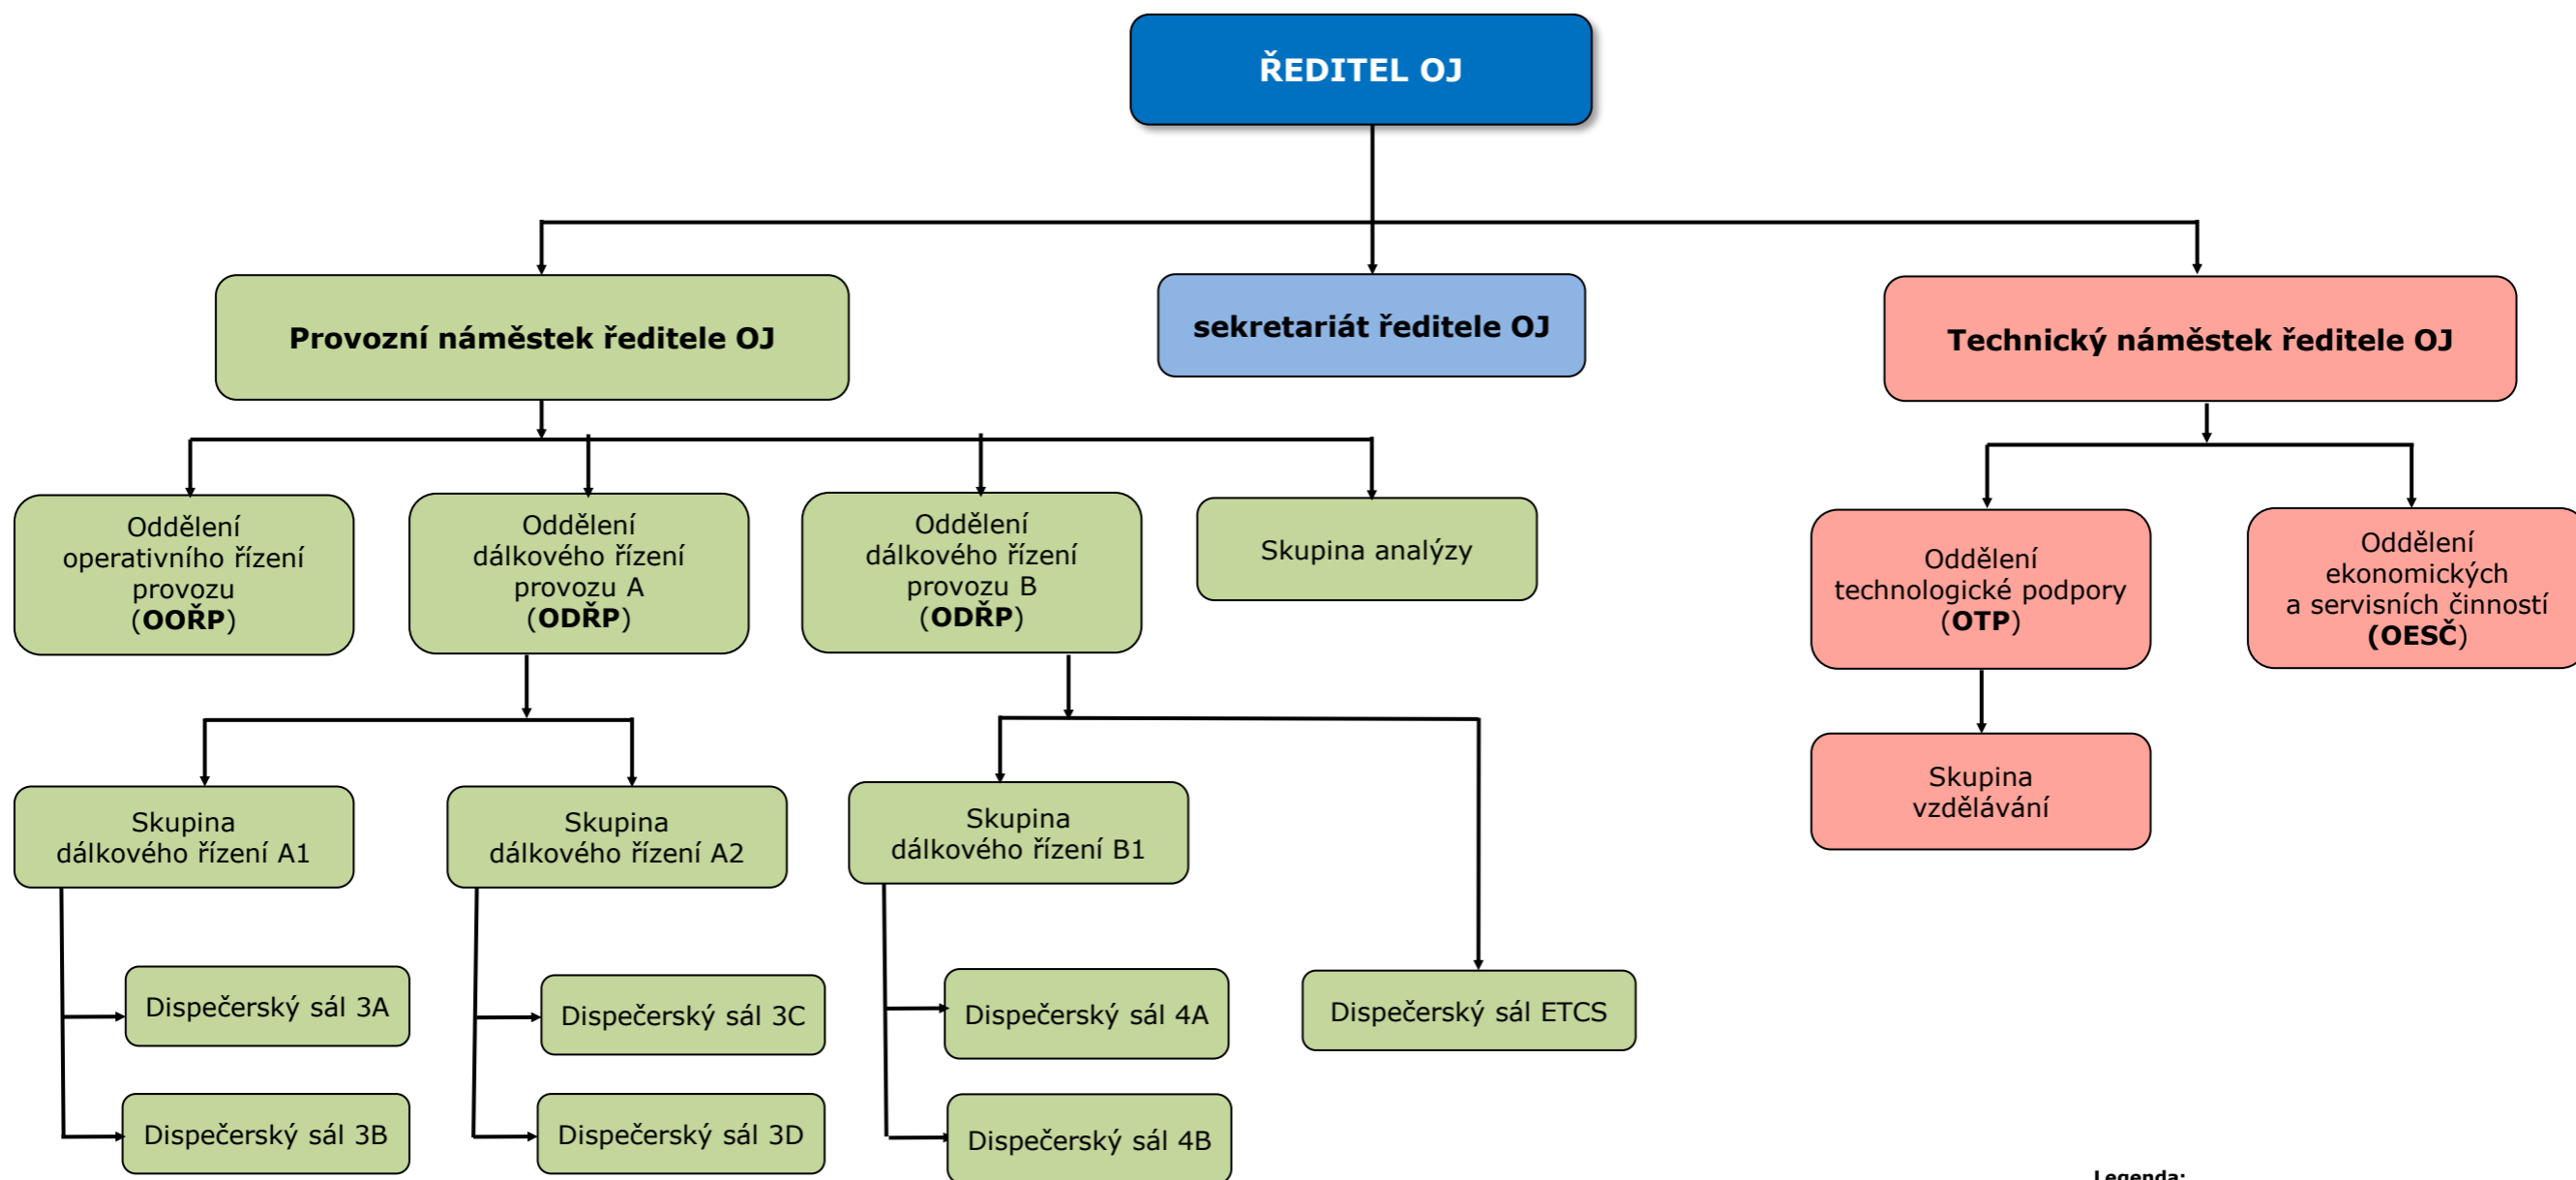 ŘEDITEL OJ
Provozní náměstek ředitele OJ
sekretariát ředitele OJ
Technický náměstek ředitele OJ
Oddělení
operativního řízení
provozu
(OOŘP)
Oddělení
dálkového řízení
provozu A
(ODŘP)
Oddělení
dálkového řízení
provozu B
(ODŘP)
Skupina analýzy
Oddělení
technologické podpory
(OTP)
Oddělení
ekonomických
a servisních činností
(OESČ)
Skupina
dálkového řízení A1
Skupina
dálkového řízení A2
Skupina
dálkového řízení B1
Skupina
vzdělávání
Dispečerský sál 3A
Dispečerský sál 3C
Dispečerský sál 4A
Dispečerský sál ETCS
Dispečerský sál 3B
Dispečerský sál 3D
Dispečerský sál 4B
Legenda: